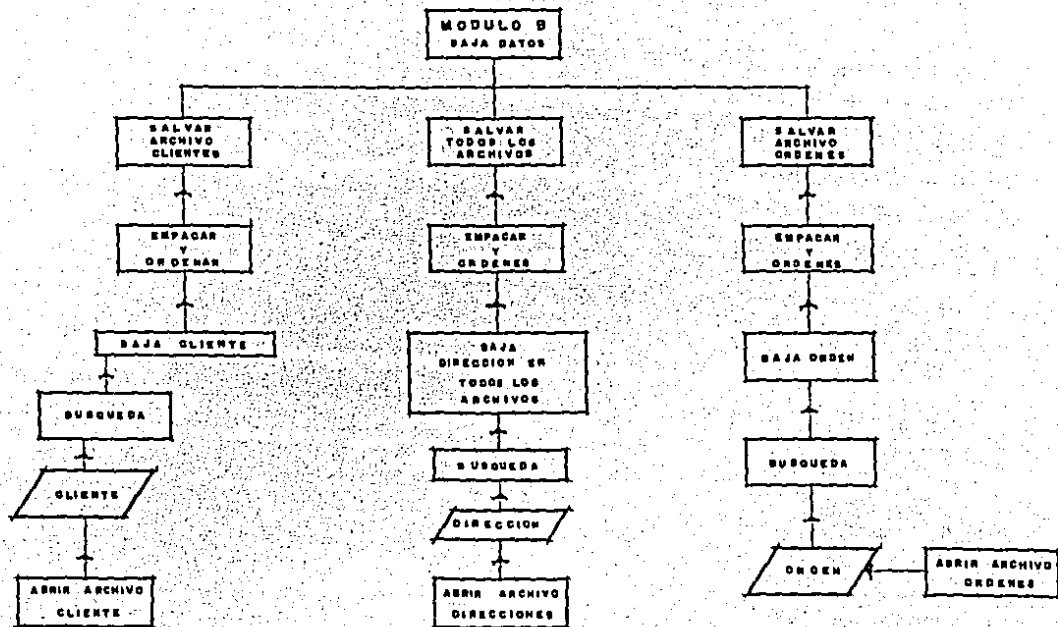 MODULO B
BAJA DATOS
SALVAR
ARCHIVO
CLIENTES
SALVAR
TODOS LOS
ARCHIVOS
SALVAR
ARCHIVO
ORDENES
EMPACAR
Y
ORDENAR
EMPACAR
Y
ORDENES
EMPACAR
Y
ORDENES
BAJA CLIENTE
BAJA
DIRECCION EN
TODOS LOS
ARCHIVOS
BAJA ORDEN
BUSQUEDA
BUSQUEDA
BUSQUEDA
CLIENTE
DIRECCION
ORDEN
ABRIR ARCHIVO
CLIENTE
ABRIR ARCHIVO
DIRECCIONES
ABRIR ARCHIVO
ORDENES